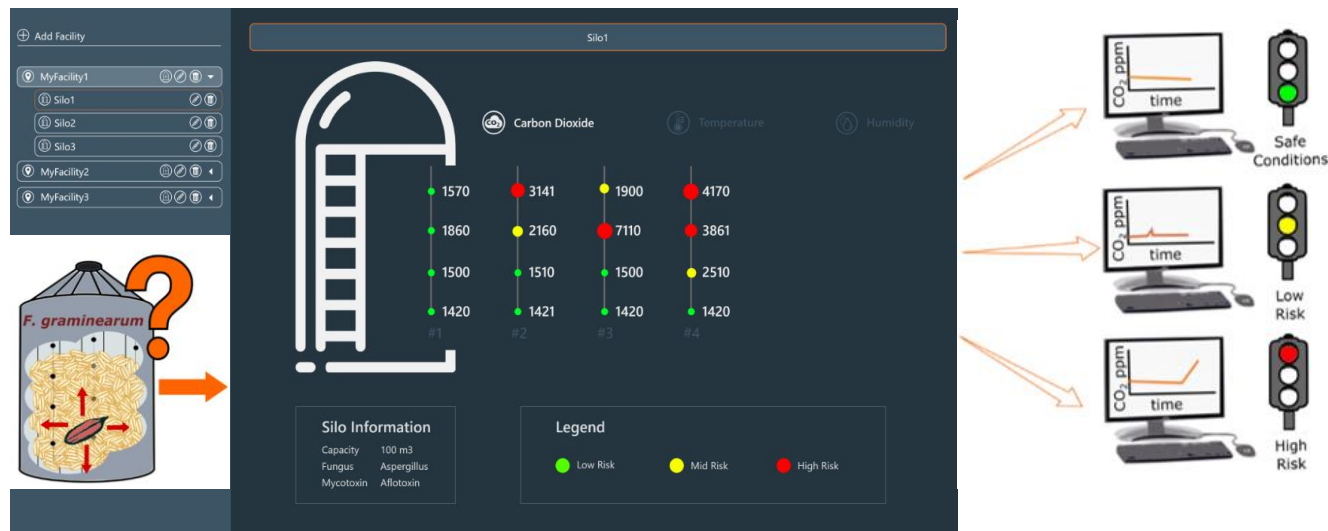 Add Facility
MyFacility1
Silo1
Silo2
Silo3
MyFacility2
MyFacility3
F. graminearum
?
Silo1
CO2
Carbon Dioxide
Temperature
Humidity
1570 3141 1900 4170
1860 2160 7110 3861
1500 1510 1500 2510
1420 1421 1420 1420
#1 #2 #3 #4
Silo Information
Capacity 100 m3
Fungus Aspergillus
Mycotoxin Aflotoxin
Legend
Low Risk Mid Risk High Risk
CO2 ppm
time
Safe
Conditions
CO2 ppm
time
Low
Risk
CO2 ppm
time
High
Risk